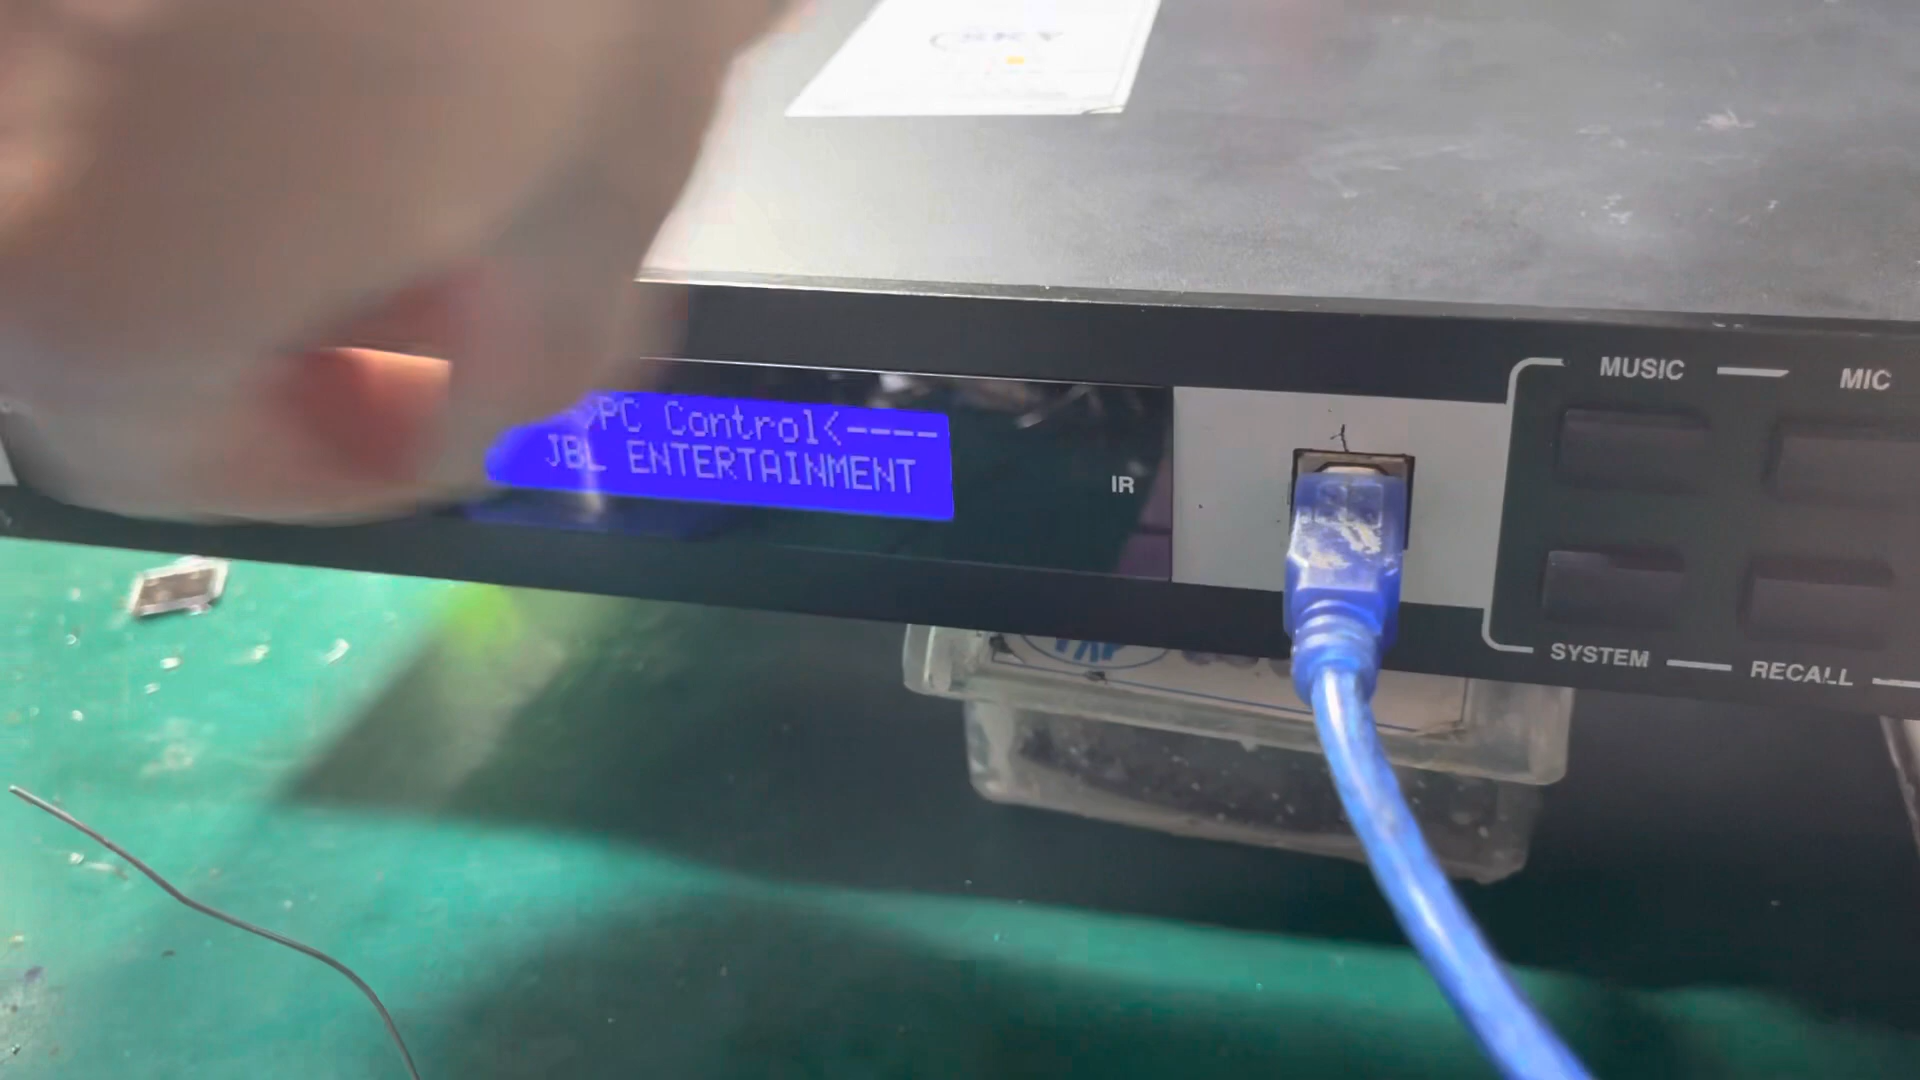 >PC Control<----
JBL ENTERTAINMENT
IR
MUSIC
MIC
SYSTEM
RECALL